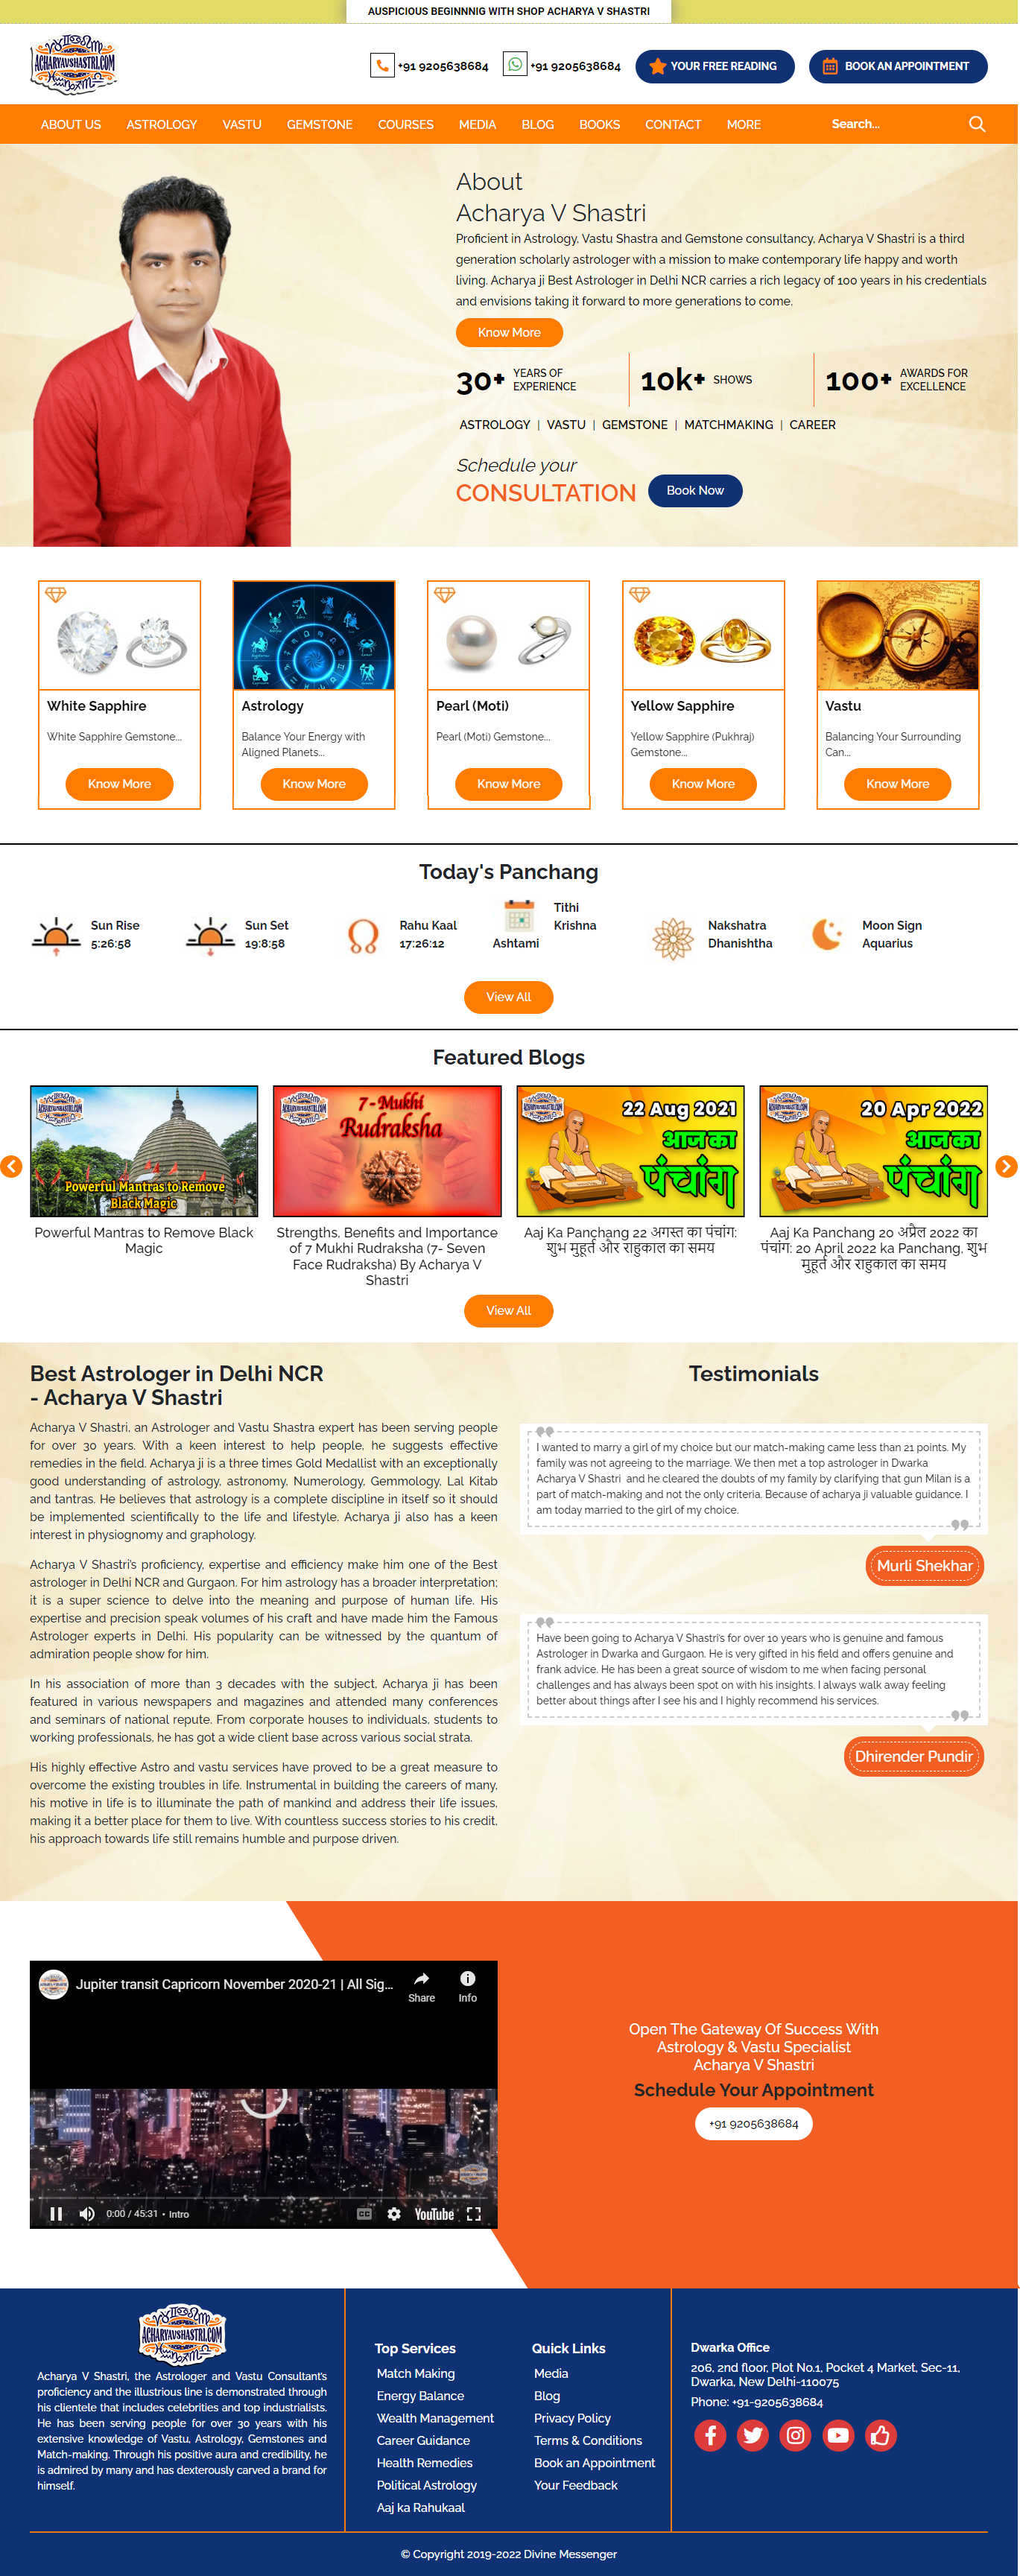 AUSPICIOUS BEGINNNIG WITH SHOP ACHARYA V SHASTRI
ACHARYAVSHASTRI.COM
+91 9205638684
+91 9205638684
YOUR FREE READING
BOOK AN APPOINTMENT
ABOUT US ASTROLOGY VASTU GEMSTONE COURSES MEDIA BLOG BOOKS CONTACT MORE Search...
About
Acharya V Shastri
Proficient in Astrology, Vastu Shastra and Gemstone consultancy, Acharya V Shastri is a third
generation scholarly astrologer with a mission to make contemporary life happy and worth
living. Acharya ji Best Astrologer in Delhi NCR carries a rich legacy of 100 years in his credentials
and envisions taking it forward to more generations to come.
Know More
30+ YEARS OF EXPERIENCE
10k+ SHOWS
100+ AWARDS FOR EXCELLENCE
ASTROLOGY | VASTU | GEMSTONE | MATCHMAKING | CAREER
Schedule your
CONSULTATION Book Now
White Sapphire
White Sapphire Gemstone...
Know More
Astrology
Balance Your Energy with
Aligned Planets...
Know More
Pearl (Moti)
Pearl (Moti) Gemstone...
Know More
Yellow Sapphire
Yellow Sapphire (Pukhraj)
Gemstone...
Know More
Vastu
Balancing Your Surrounding
Can...
Know More
Today's Panchang
Sun Rise
5:26:58
Sun Set
19:8:58
Rahu Kaal
17:26:12
Tithi
Krishna
Ashtami
Nakshatra
Dhanishtha
Moon Sign
Aquarius
View All
Featured Blogs
ACHARYAVSHASTRI.COM
Powerful Mantras to Remove
Black Magic
Powerful Mantras to Remove Black
Magic
ACHARYAVSHASTRI.COM
7-Mukhi
Rudraksha
Strengths, Benefits and Importance
of 7 Mukhi Rudraksha (7- Seven
Face Rudraksha) By Acharya V
Shastri
ACHARYAVSHASTRI.COM
22 Aug 2021
आज का
पंचांग
Aaj Ka Panchang 22 अगस्त का पंचांग:
शुभ मुहूर्त और राहुकाल का समय
ACHARYAVSHASTRI.COM
20 Apr 2022
आज का
पंचांग
Aaj Ka Panchang 20 अप्रैल 2022 का
पंचांग: 20 April 2022 ka Panchang, शुभ
मुहूर्त और राहुकाल का समय
View All
Best Astrologer in Delhi NCR
- Acharya V Shastri
Acharya V Shastri, an Astrologer and Vastu Shastra expert has been serving people
for over 30 years. With a keen interest to help people, he suggests effective
remedies in the field. Acharya ji is a three times Gold Medallist with an exceptionally
good understanding of astrology, astronomy, Numerology, Gemmology, Lal Kitab
and tantras. He believes that astrology is a complete discipline in itself so it should
be implemented scientifically to the life and lifestyle. Acharya ji also has a keen
interest in physiognomy and graphology.
Acharya V Shastri's proficiency, expertise and efficiency make him one of the Best
astrologer in Delhi NCR and Gurgaon. For him astrology has a broader interpretation;
it is a super science to delve into the meaning and purpose of human life. His
expertise and precision speak volumes of his craft and have made him the Famous
Astrologer experts in Delhi. His popularity can be witnessed by the quantum of
admiration people show for him.
In his association of more than 3 decades with the subject, Acharya ji has been
featured in various newspapers and magazines and attended many conferences
and seminars of national repute. From corporate houses to individuals, students to
working professionals, he has got a wide client base across various social strata.
His highly effective Astro and vastu services have proved to be a great measure to
overcome the existing troubles in life. Instrumental in building the careers of many,
his motive in life is to illuminate the path of mankind and address their life issues,
making it a better place for them to live. With countless success stories to his credit,
his approach towards life still remains humble and purpose driven.
Testimonials
I wanted to marry a girl of my choice but our match-making came less than 21 points. My
family was not agreeing to the marriage. We then met a top astrologer in Dwarka
Acharya V Shastri and he cleared the doubts of my family by clarifying that gun Milan is a
part of match-making and not the only criteria. Because of acharya ji valuable guidance. I
am today married to the girl of my choice.
Murli Shekhar
Have been going to Acharya V Shastri's for over 10 years who is genuine and famous
Astrologer in Dwarka and Gurgaon. He is very gifted in his field and offers genuine and
frank advice. He has been a great source of wisdom to me when facing personal
challenges and has always been spot on with his insights. I always walk away feeling
better about things after I see his and I highly recommend his services.
Dhirender Pundir
Jupiter transit Capricorn November 2020-21 | All Sig...
Share
Info
0:00 / 45:31 • Intro
CC
YouTube
Open The Gateway Of Success With
Astrology & Vastu Specialist
Acharya V Shastri
Schedule Your Appointment
+91 9205638684
ACHARYAVSHASTRI.COM
Acharya V Shastri, the Astrologer and Vastu Consultant's
proficiency and the illustrious line is demonstrated through
his clientele that includes celebrities and top industrialists.
He has been serving people for over 30 years with his
extensive knowledge of Vastu, Astrology, Gemstones and
Match-making. Through his positive aura and credibility, he
is admired by many and has dexterously carved a brand for
himself.
Top Services
Match Making
Energy Balance
Wealth Management
Career Guidance
Health Remedies
Political Astrology
Aaj ka Rahukaal
Quick Links
Media
Blog
Privacy Policy
Terms & Conditions
Book an Appointment
Your Feedback
Dwarka Office
206, 2nd floor, Plot No.1, Pocket 4 Market, Sec-11,
Dwarka, New Delhi-110075
Phone: +91-9205638684
© Copyright 2019-2022 Divine Messenger